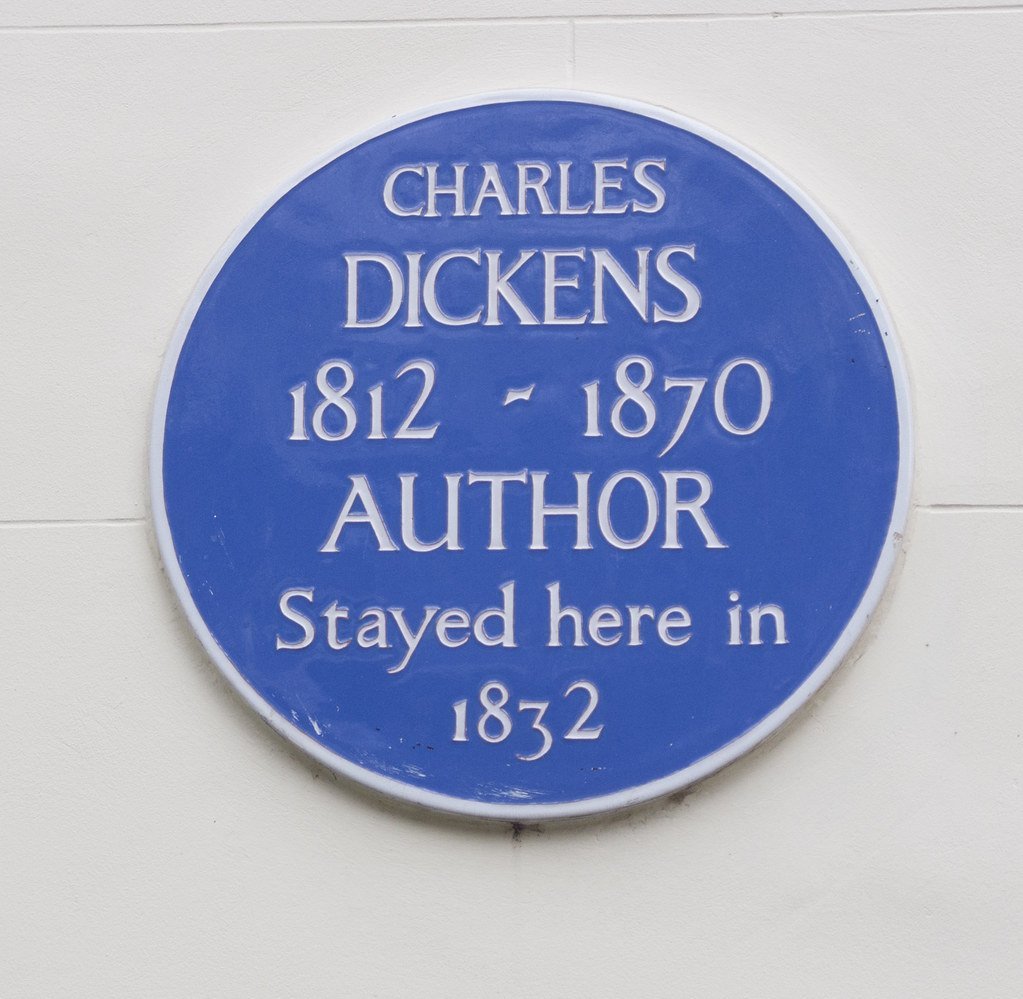 CHARLES
DICKENS
1812 - 1870
AUTHOR
Stayed here in
1832